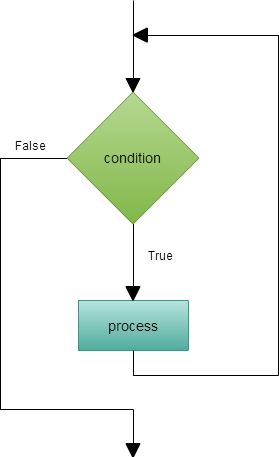 False
condition
True
process